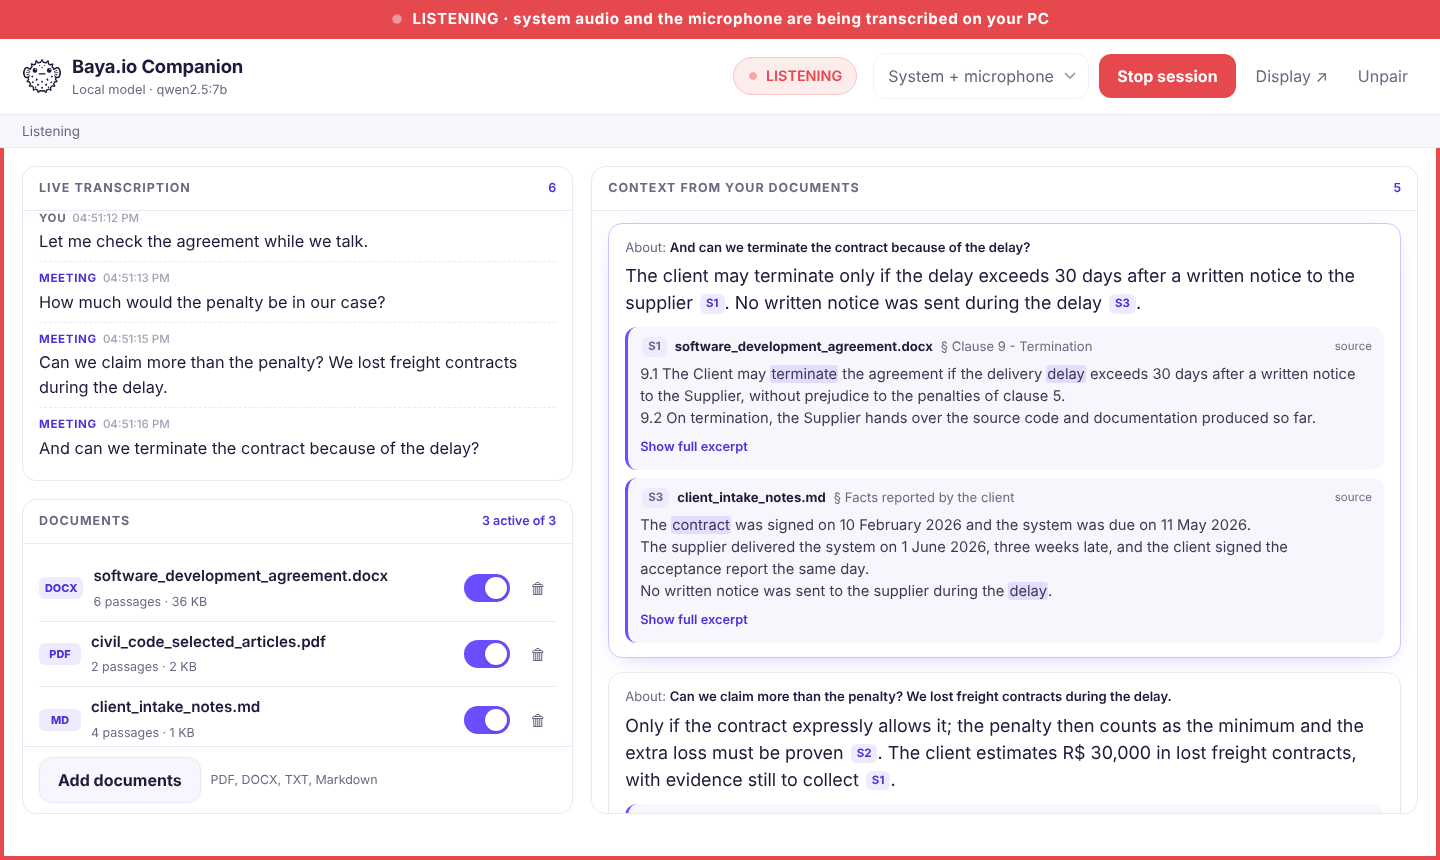 LISTENING · system audio and the microphone are being transcribed on your PC
Baya.io Companion
Local model · qwen2.5:7b
LISTENING
System + microphone
Stop session
Display ↗
Unpair
Listening
LIVE TRANSCRIPTION
6
YOU 04:51:12 PM
Let me check the agreement while we talk.
MEETING 04:51:13 PM
How much would the penalty be in our case?
MEETING 04:51:15 PM
Can we claim more than the penalty? We lost freight contracts
during the delay.
MEETING 04:51:16 PM
And can we terminate the contract because of the delay?
DOCUMENTS
3 active of 3
DOCX
software_development_agreement.docx
6 passages · 36 KB
PDF
civil_code_selected_articles.pdf
2 passages · 2 KB
MD
client_intake_notes.md
4 passages · 1 KB
Add documents
PDF, DOCX, TXT, Markdown
CONTEXT FROM YOUR DOCUMENTS
5
About: And can we terminate the contract because of the delay?
The client may terminate only if the delay exceeds 30 days after a written notice to the
supplier S1. No written notice was sent during the delay S3.
S1 software_development_agreement.docx § Clause 9 - Termination source
9.1 The Client may terminate the agreement if the delivery delay exceeds 30 days after a written notice
to the Supplier, without prejudice to the penalties of clause 5.
9.2 On termination, the Supplier hands over the source code and documentation produced so far.
Show full excerpt
S3 client_intake_notes.md § Facts reported by the client source
The contract was signed on 10 February 2026 and the system was due on 11 May 2026.
The supplier delivered the system on 1 June 2026, three weeks late, and the client signed the
acceptance report the same day.
No written notice was sent to the supplier during the delay.
Show full excerpt
About: Can we claim more than the penalty? We lost freight contracts during the delay.
Only if the contract expressly allows it; the penalty then counts as the minimum and the
extra loss must be proven S2. The client estimates R$ 30,000 in lost freight contracts,
with evidence still to collect S1.